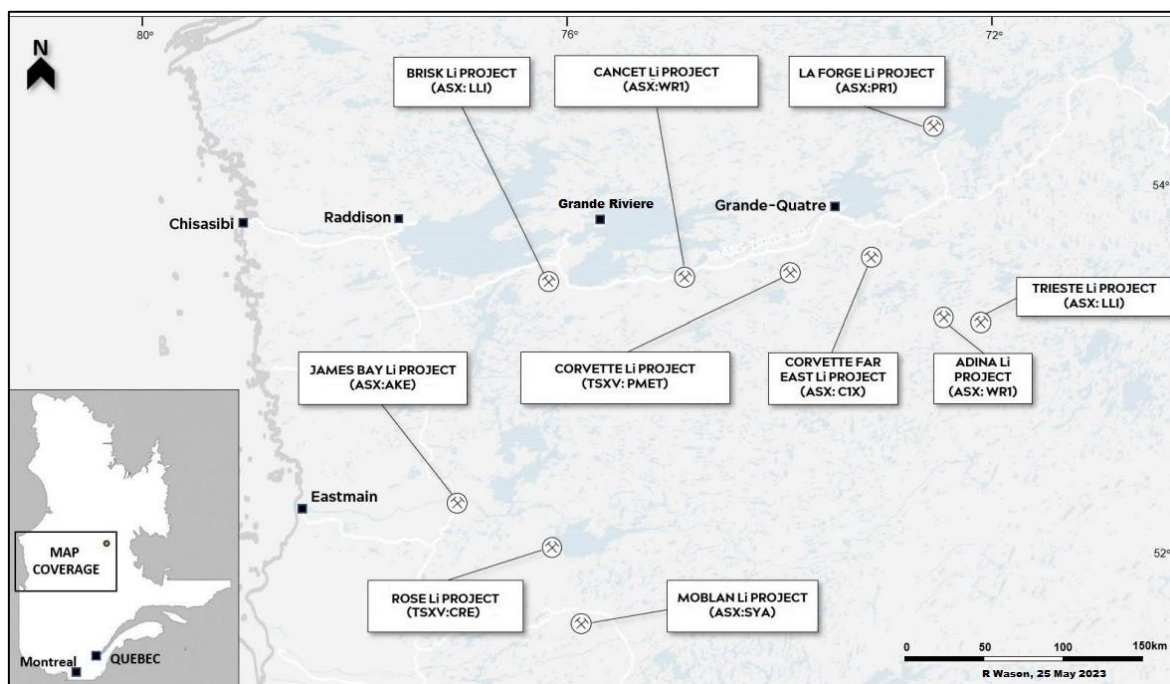 80°
76°
72°
N
BRISK Li PROJECT
(ASX: LLI)
CANCET Li PROJECT
(ASX:WR1)
LA FORGE Li PROJECT
(ASX:PR1)
54°
Chisasibi
Raddison
Grande Riviere
Grande-Quatre
TRIESTE Li PROJECT
(ASX: LLI)
JAMES BAY Li PROJECT
(ASX:AKE)
CORVETTE Li PROJECT
(TSXV: PMET)
CORVETTE FAR
EAST Li PROJECT
(ASX: C1X)
ADINA Li
PROJECT
(ASX: WR1)
Eastmain
52°
MAP
COVERAGE
ROSE Li PROJECT
(TSXV:CRE)
MOBLAN Li PROJECT
(ASX:SYA)
Montreal
QUEBEC
0 50 100 150km
R Wason, 25 May 2023